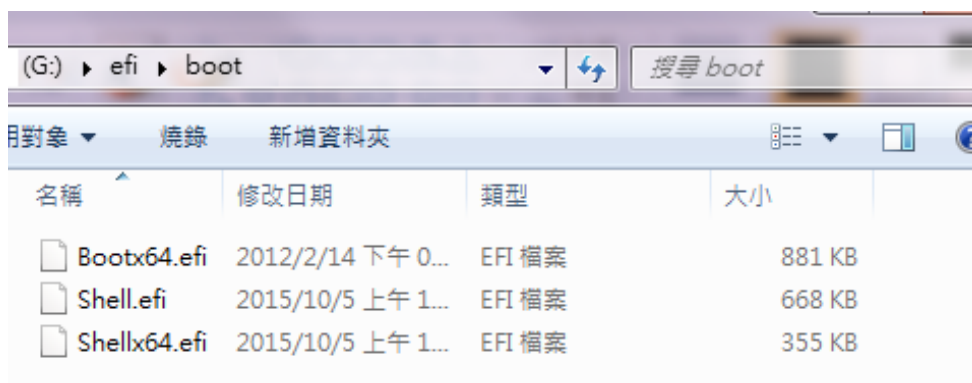 (G:) ▸ efi ▸ boot 搜尋 boot
用對象 燒錄 新增資料夾
名稱 修改日期 類型 大小
Bootx64.efi 2012/2/14 下午 0... EFI 檔案 881 KB
Shell.efi 2015/10/5 上午 1... EFI 檔案 668 KB
Shellx64.efi 2015/10/5 上午 1... EFI 檔案 355 KB